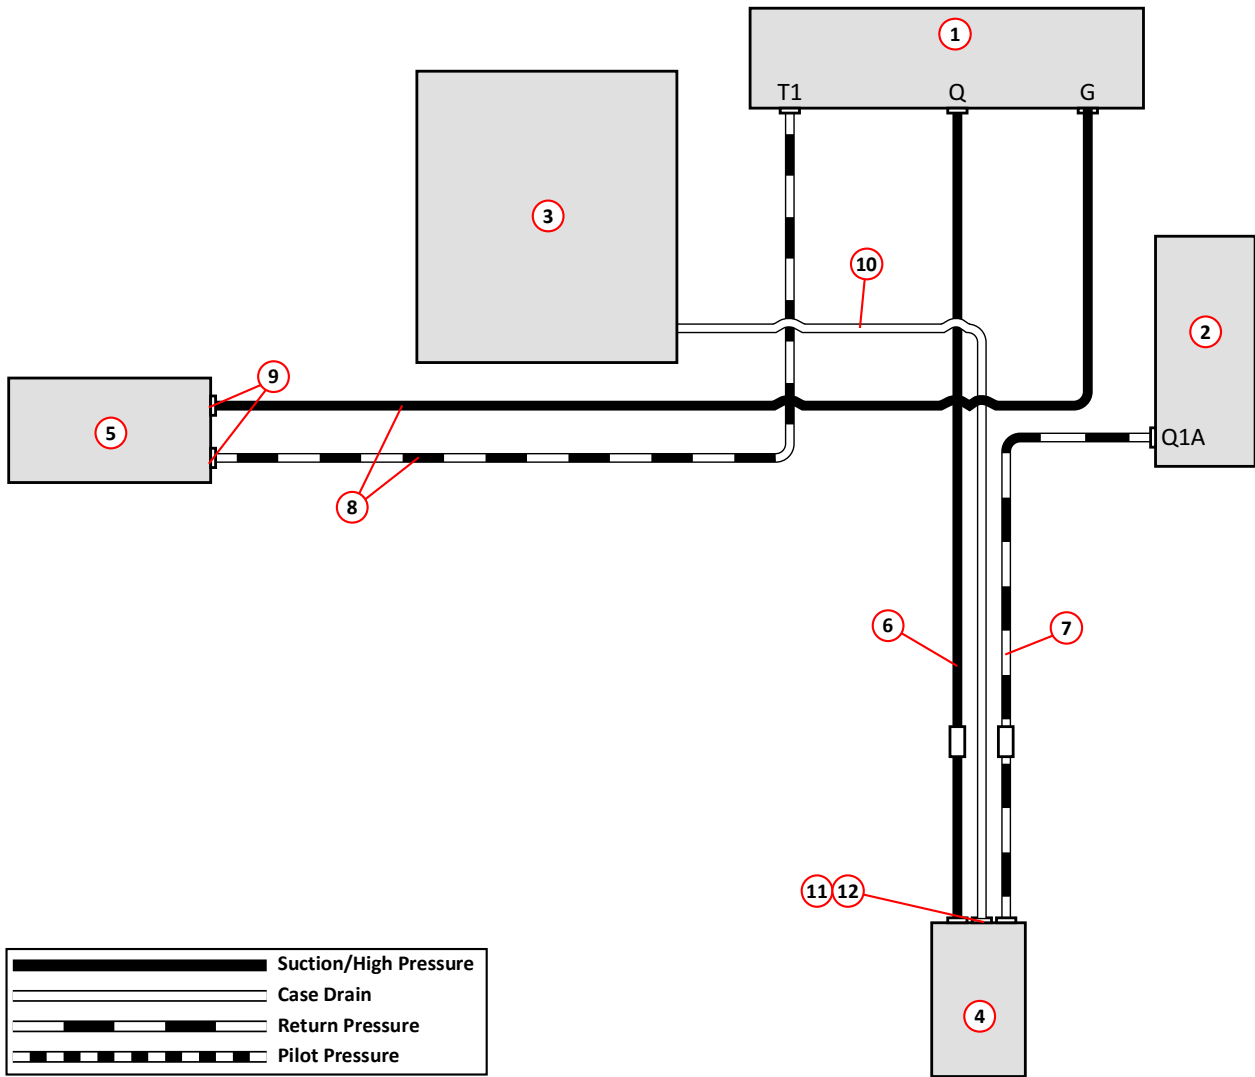 1
T1 Q G
3
10
2
9
5
Q1A
8
6
7
11 12
4
Suction/High Pressure
Case Drain
Return Pressure
Pilot Pressure